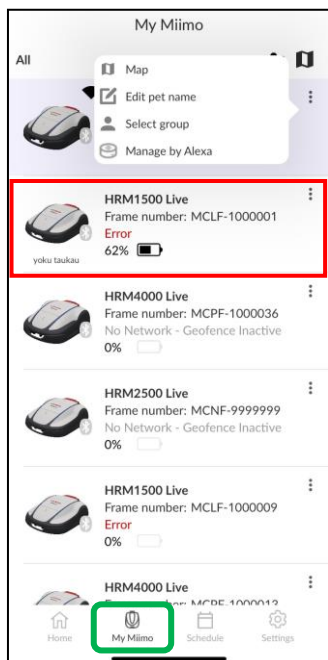 My Miimo
All
Map
Edit pet name
Select group
Manage by Alexa
HRM1500 Live
Frame number: MCLF-1000001
Error
62%
yoku taukau
HRM4000 Live
Frame number: MCPF-1000036
No Network - Geofence Inactive
0%
HRM2500 Live
Frame number: MCNF-9999999
No Network - Geofence Inactive
0%
HRM1500 Live
Frame number: MCLF-1000009
Error
0%
HRM4000 Live
Home
My Miimo
Schedule
Settings